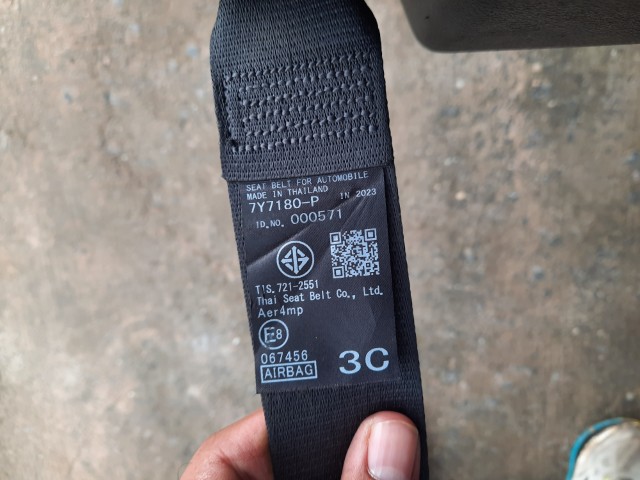 SEAT BELT FOR AUTOMOBILE
MADE IN THAILAND IN 2023
7Y7180-P
ID.NO. 000571
TIS.721-2551
Thai Seat Belt Co., Ltd.
Aer4mp
E8
067456
AIRBAG 3C